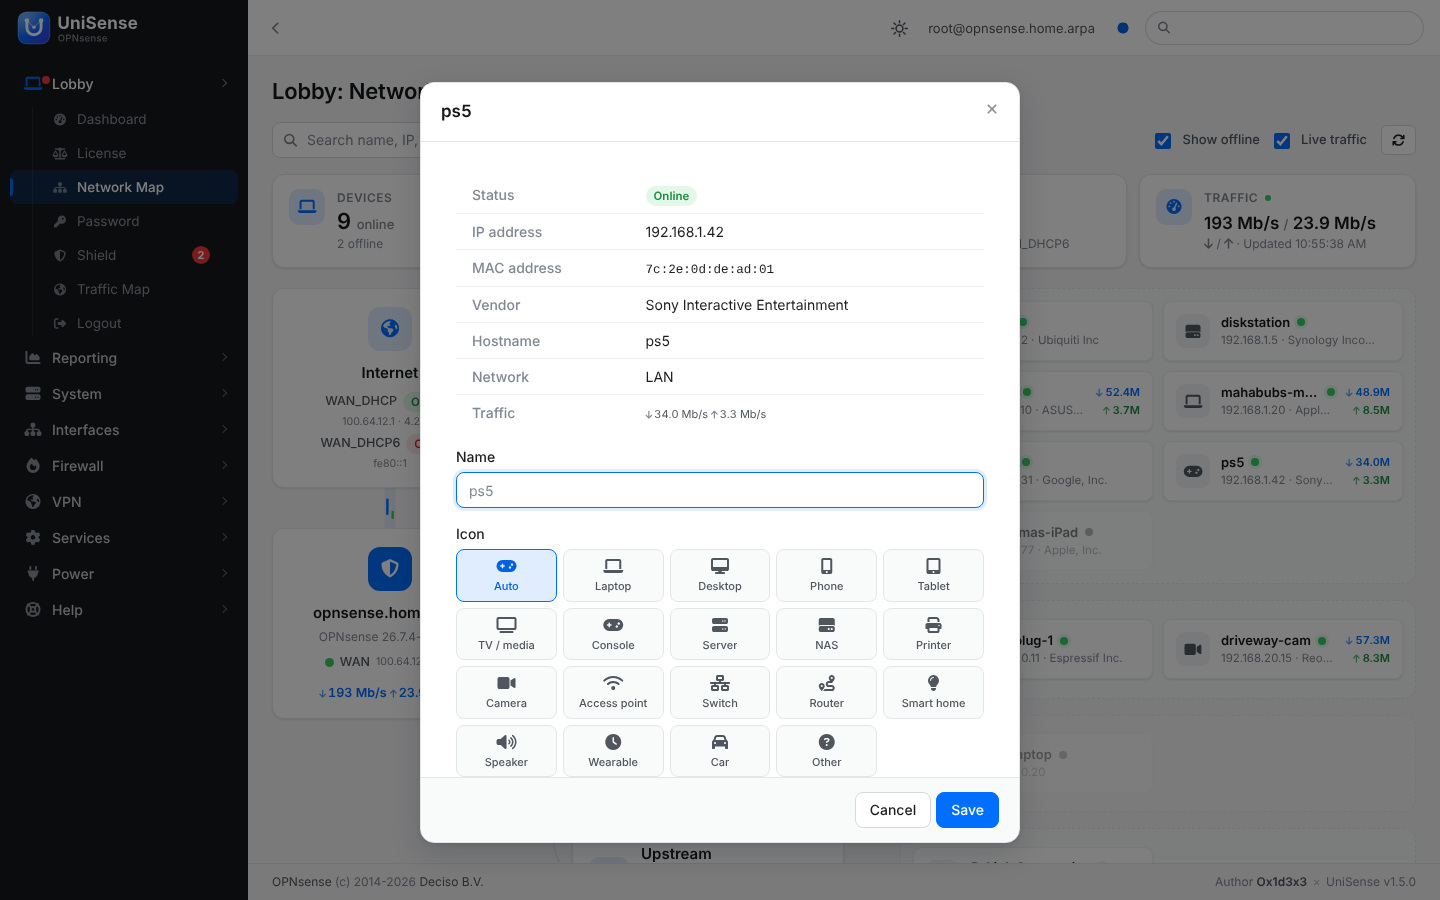 UniSense
OPNsense
root@opnsense.home.arpa
Lobby
Dashboard
License
Network Map
Password
Shield 2
Traffic Map
Logout
Reporting
System
Interfaces
Firewall
VPN
Services
Power
Help
Lobby: Networ
Search name, IP,
Show offline
Live traffic
DEVICES
9 online
2 offline
_DHCP6
TRAFFIC
193 Mb/s / 23.9 Mb/s
↓ / ↑ · Updated 10:55:38 AM
Internet
WAN_DHCP
100.64.12.1 · 4.2
WAN_DHCP6
fe80::1
opnsense.hom
OPNsense 26.7.4-
WAN 100.64.12
↓193 Mb/s ↑23.
ps5
×
Status Online
IP address 192.168.1.42
MAC address 7c:2e:0d:de:ad:01
Vendor Sony Interactive Entertainment
Hostname ps5
Network LAN
Traffic ↓34.0 Mb/s ↑3.3 Mb/s
Name
ps5
Icon
Auto Laptop Desktop Phone Tablet
TV / media Console Server NAS Printer
Camera Access point Switch Router Smart home
Speaker Wearable Car Other
Cancel Save
2 · Ubiquiti Inc
diskstation
192.168.1.5 · Synology Inco...
↓52.4M
10 · ASUS... ↑3.7M
mahabubs-m... ↓48.9M
192.168.1.20 · Appl... ↑8.5M
31 · Google, Inc.
ps5 ↓34.0M
192.168.1.42 · Sony... ↑3.3M
mas-iPad
77 · Apple, Inc.
plug-1
0.11 · Espressif Inc.
driveway-cam ↓57.3M
192.168.20.15 · Reo... ↑8.3M
aptop
0.20
Upstream
OPNsense (c) 2014-2026 Deciso B.V.
Author Ox1d3x3 × UniSense v1.5.0